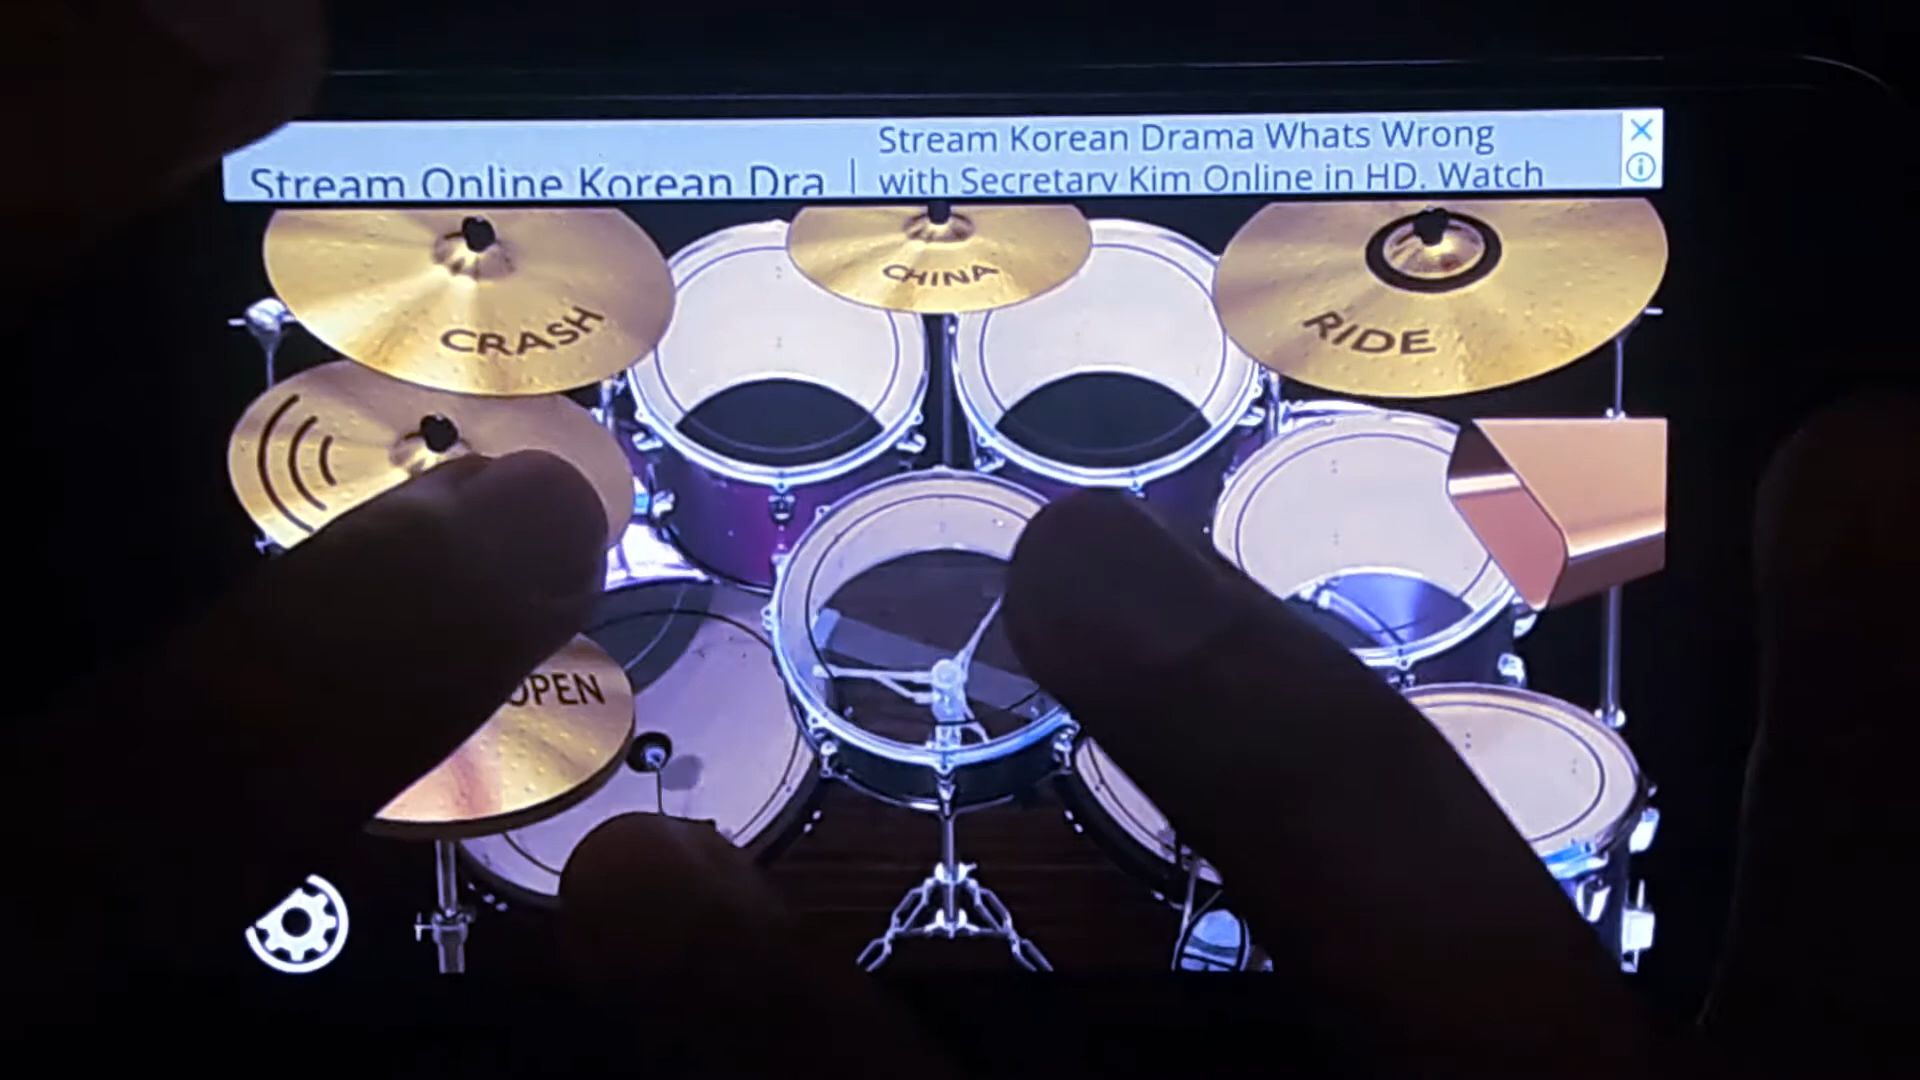 Stream Online Korean Dra
Stream Korean Drama Whats Wrong
with Secretary Kim Online in HD. Watch
CRASH
CHINA
RIDE
OPEN